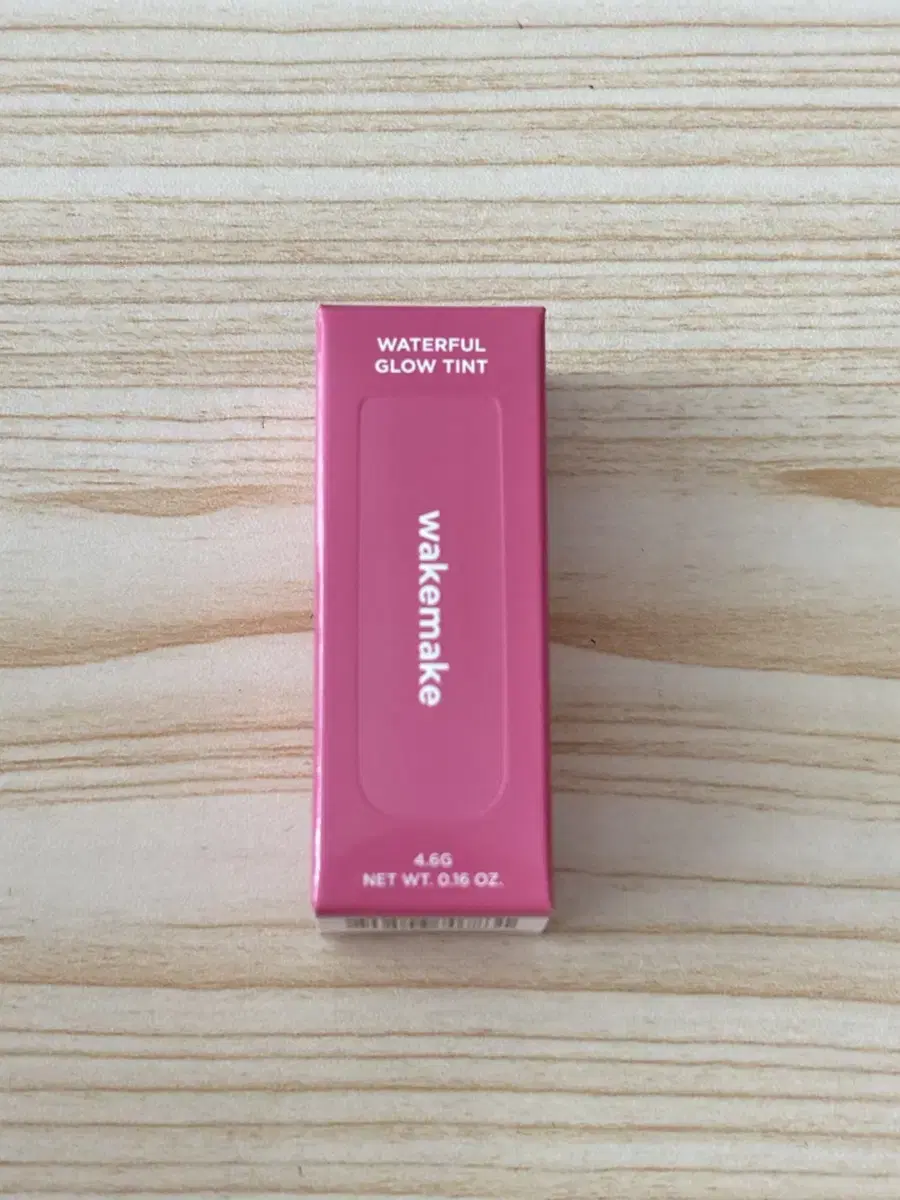 WATERFUL
GLOW TINT
wakemake
4.6G
NET WT. 0.16 OZ.